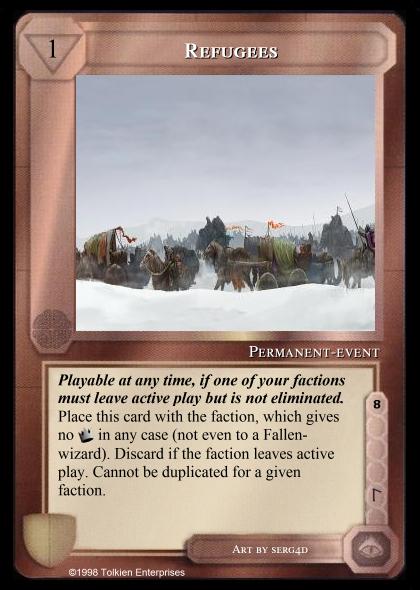 1
REFUGEES
PERMANENT-EVENT
Playable at any time, if one of your factions
must leave active play but is not eliminated.
Place this card with the faction, which gives
no in any case (not even to a Fallen-
wizard). Discard if the faction leaves active
play. Cannot be duplicated for a given
faction.
8
ART BY SERG4D
©1998 Tolkien Enterprises